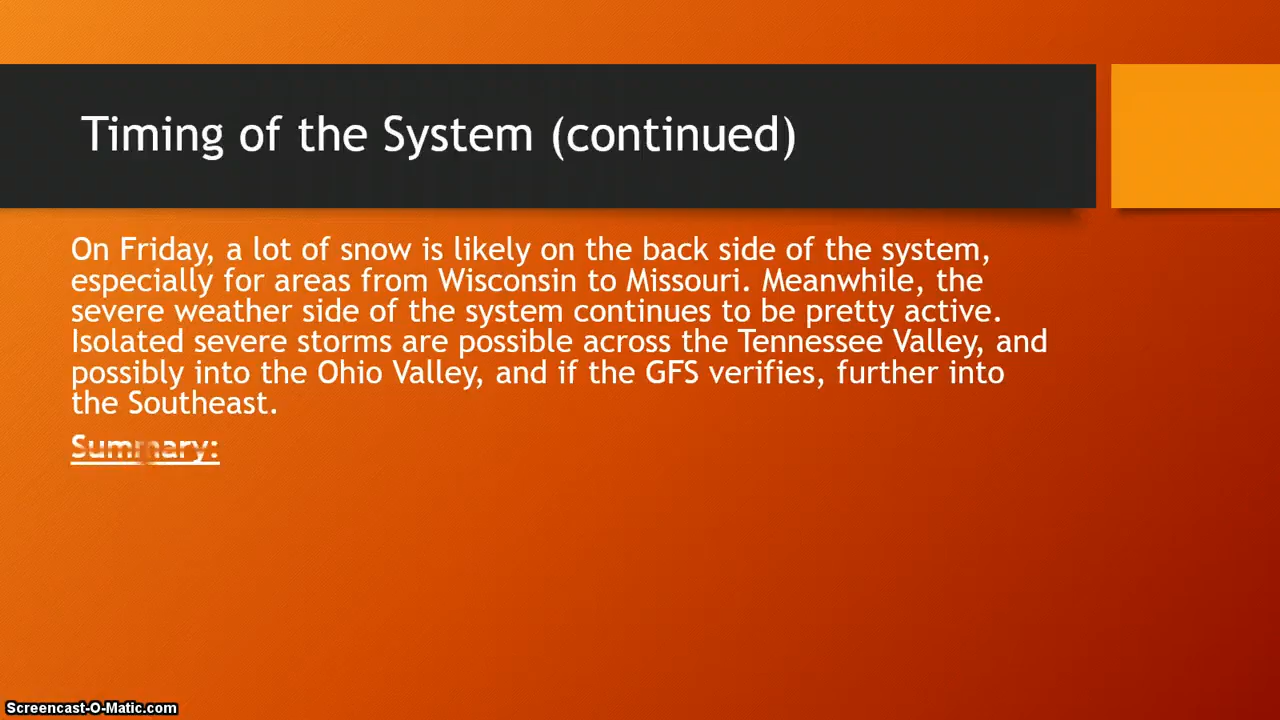 Timing of the System (continued)
On Friday, a lot of snow is likely on the back side of the system,
especially for areas from Wisconsin to Missouri. Meanwhile, the
severe weather side of the system continues to be pretty active.
Isolated severe storms are possible across the Tennessee Valley, and
possibly into the Ohio Valley, and if the GFS verifies, further into
the Southeast.
Summary:
Screencast-O-Matic.com